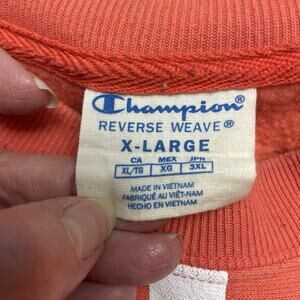 Champion®
REVERSE WEAVE®
X-LARGE
CA MEX JPN
XL/TG XG 3XL
MADE IN VIETNAM
FABRIQUÉ AU VIÊT-NAM
HECHO EN VIETNAM